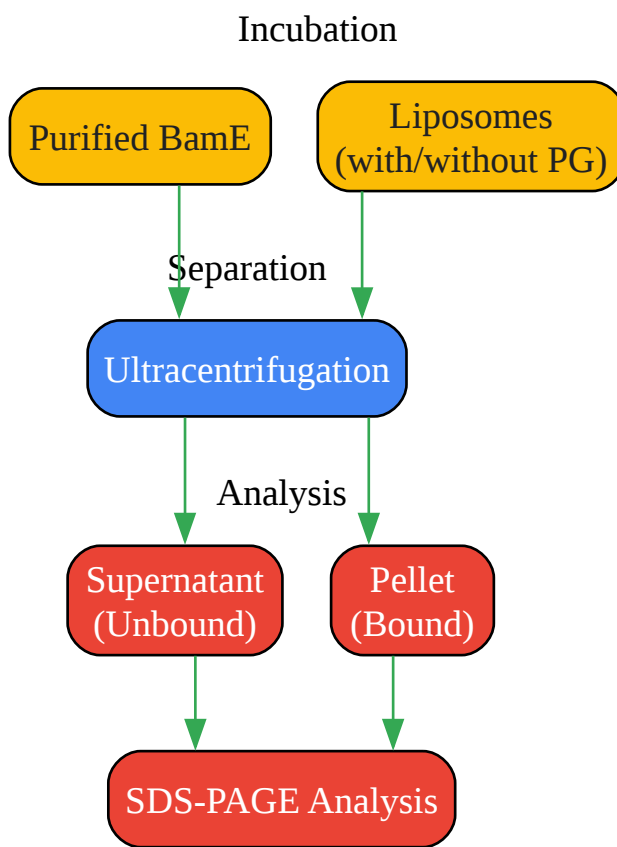 Incubation
Purified BamE
Liposomes
(with/without PG)
Separation
Ultracentrifugation
Analysis
Supernatant
(Unbound)
Pellet
(Bound)
SDS-PAGE Analysis